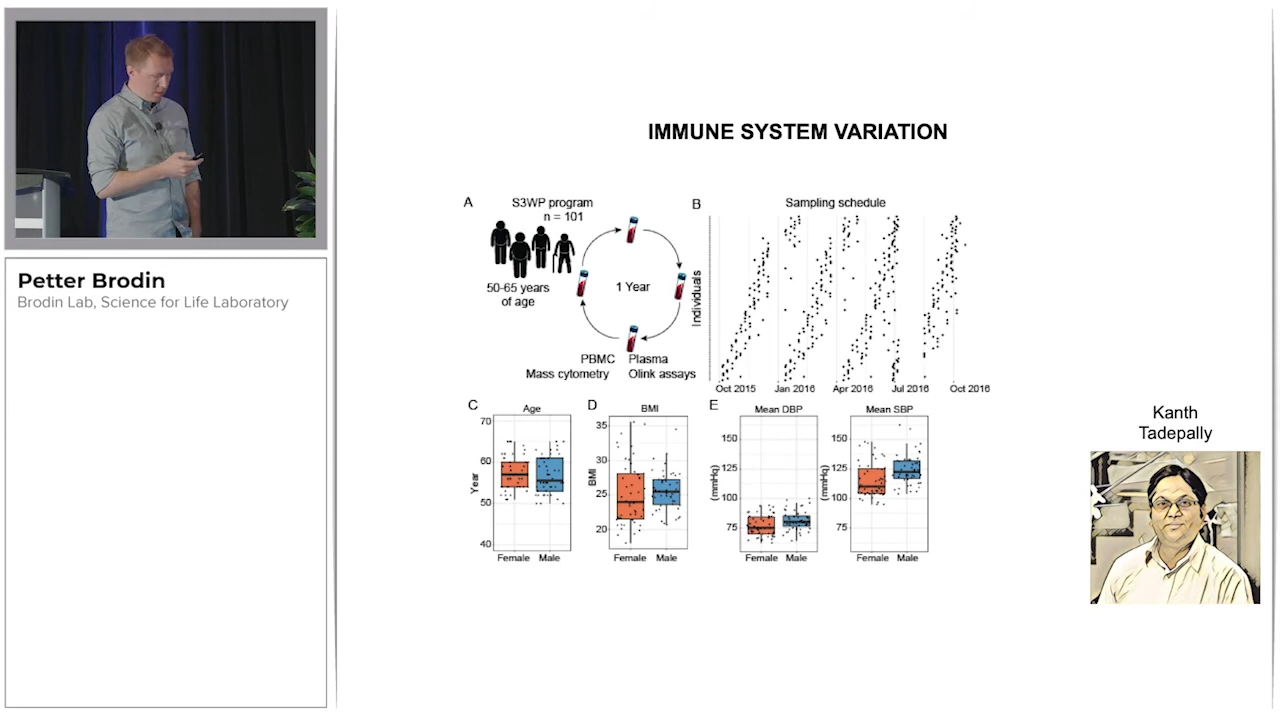 Petter Brodin
Brodin Lab, Science for Life Laboratory
IMMUNE SYSTEM VARIATION
A
S3WP program
n = 101
50-65 years
of age
1 Year
PBMC
Mass cytometry
Plasma
Olink assays
B
Sampling schedule
Individuals
Oct 2015
Jan 2016
Apr 2016
Jul 2016
Oct 2016
C
Age
Year
70
60
50
40
Female
Male
D
BMI
BMI
35
30
25
20
Female
Male
E
Mean DBP
(mmHg)
150
125
100
75
Female
Male
Mean SBP
(mmHg)
150
125
100
75
Female
Male
Kanth
Tadepally